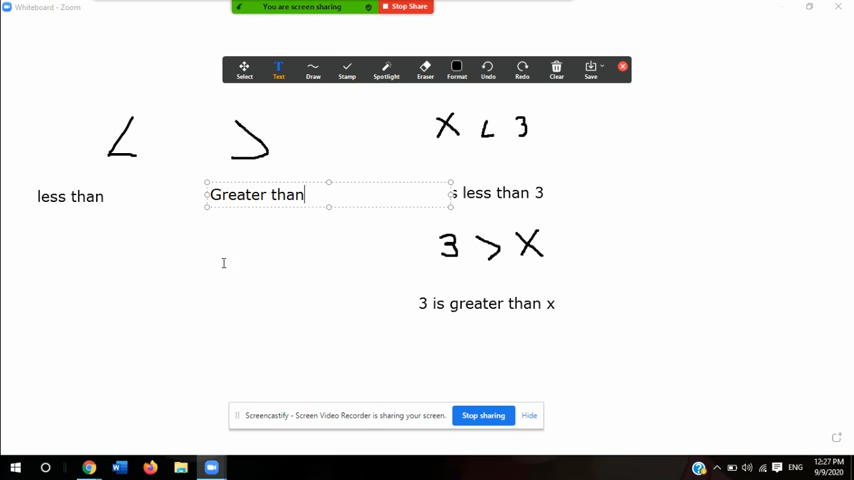 Whiteboard - Zoom
You are screen sharing
Stop Share
Select
Text
Draw
Stamp
Spotlight
Eraser
Format
Undo
Redo
Clear
Save
< >
X < 3
less than
Greater than
s less than 3
3 > X
3 is greater than x
Screencastify - Screen Video Recorder is sharing your screen.
Stop sharing
Hide
ENG
12:27 PM
9/9/2020